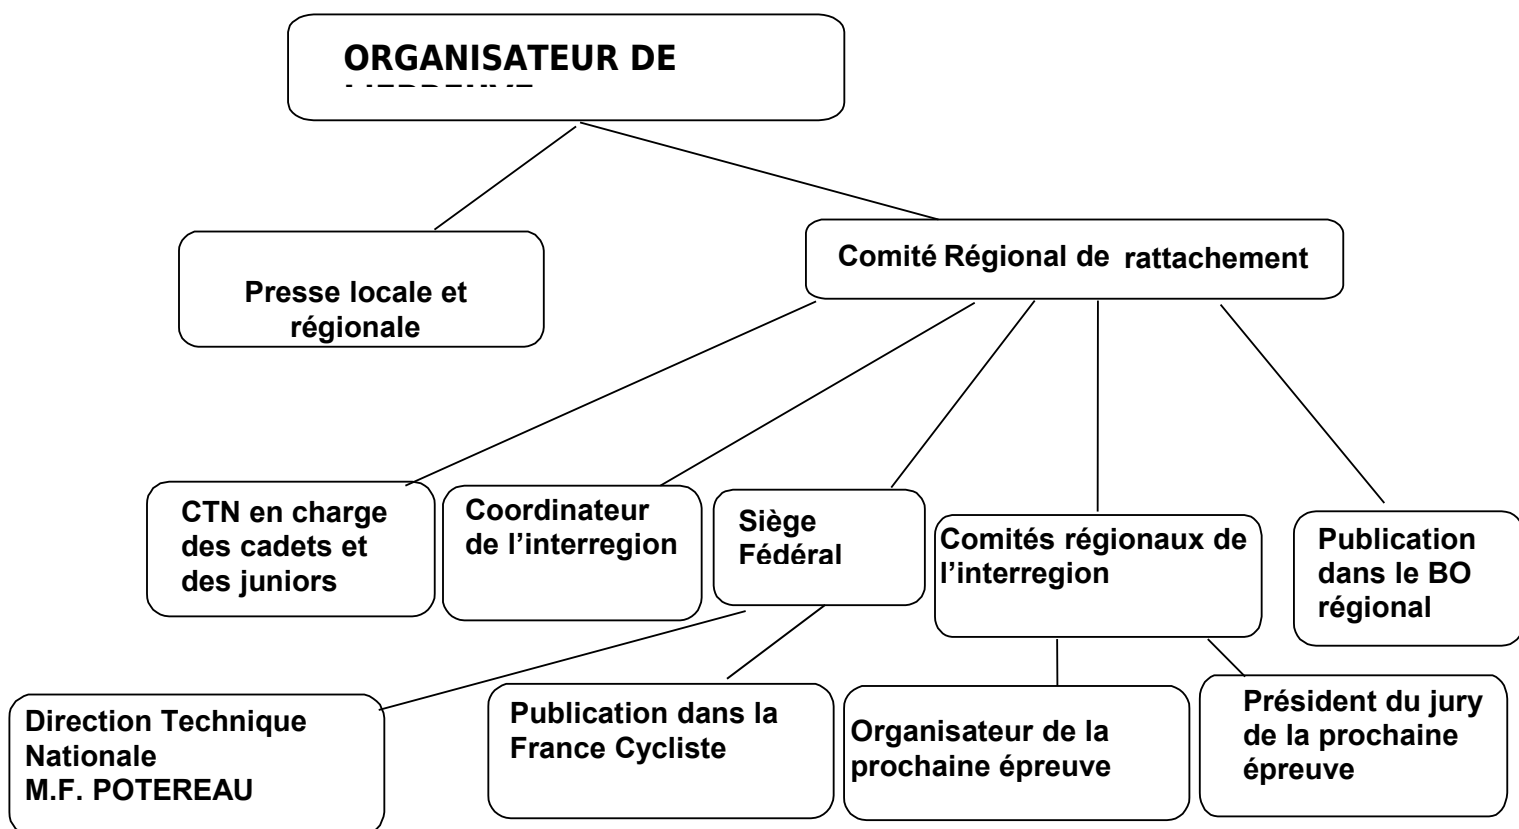 ORGANISATEUR DE
Presse locale et
régionale
Comité Régional de rattachement
CTN en charge
des cadets et
des juniors
Coordinateur
de l’interregion
Siège
Fédéral
Comités régionaux de
l’interregion
Publication
dans le BO
régional
Direction Technique
Nationale
M.F. POTEREAU
Publication dans la
France Cycliste
Organisateur de la
prochaine épreuve
Président du jury
de la prochaine
épreuve